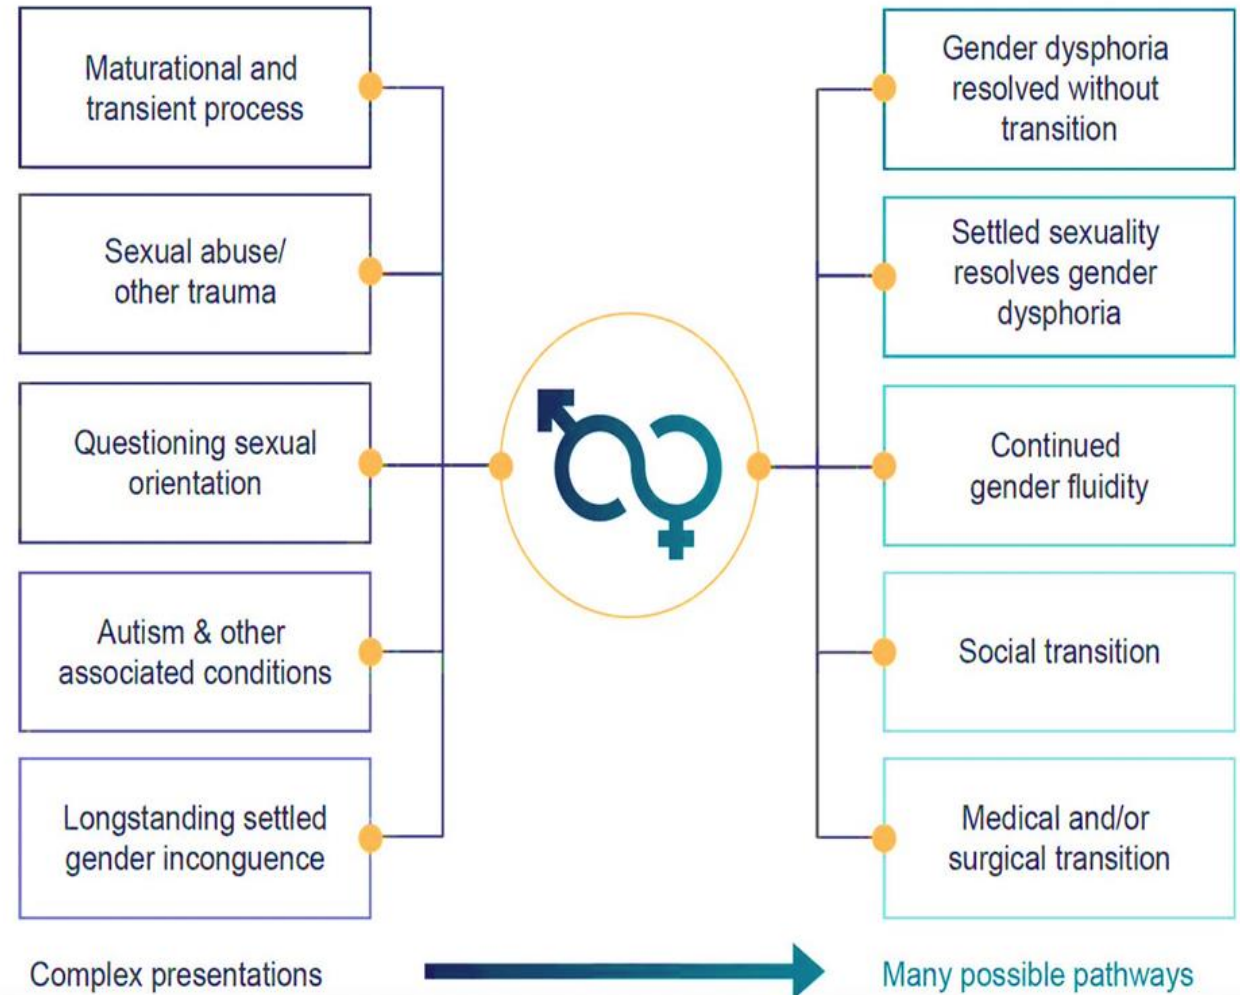 Maturational and
transient process
Sexual abuse/
other trauma
Questioning sexual
orientation
Autism & other
associated conditions
Longstanding settled
gender inconguence
Complex presentations
Gender dysphoria
resolved without
transition
Settled sexuality
resolves gender
dysphoria
Continued
gender fluidity
Social transition
Medical and/or
surgical transition
Many possible pathways